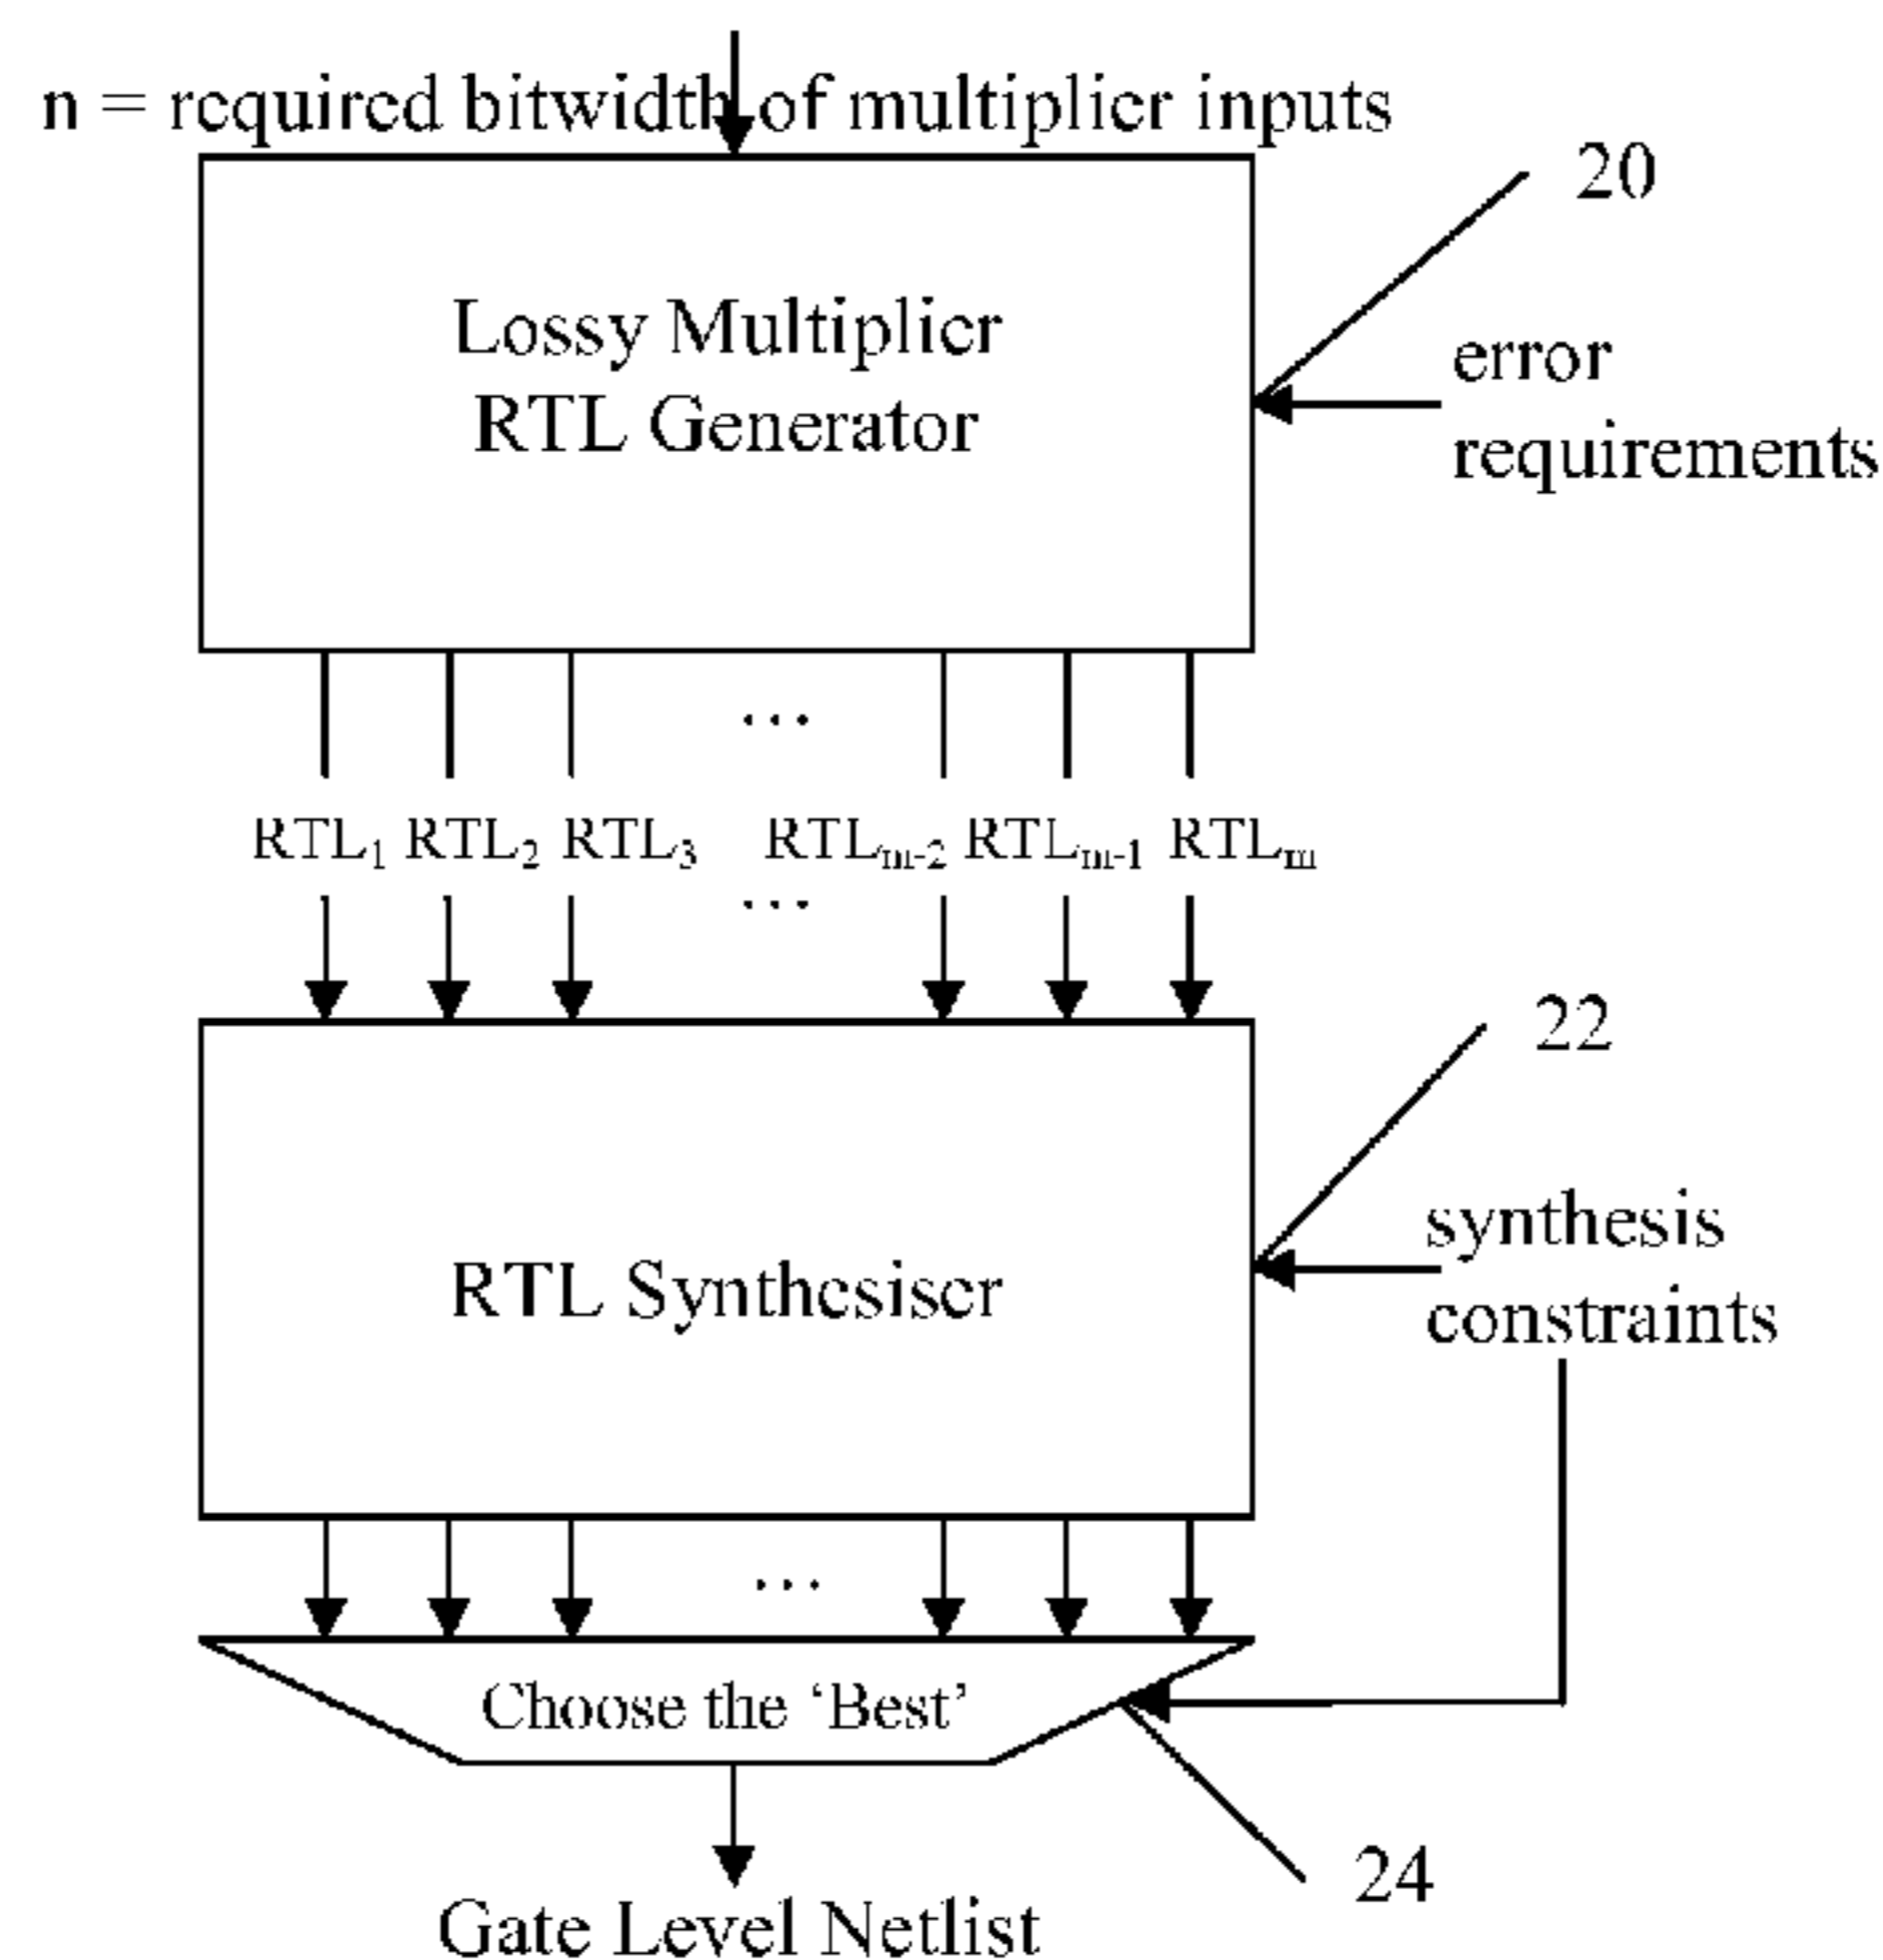 n = required bitwidth of multiplier inputs
20
Lossy Multiplier
RTL Generator
error
requirements
...
RTL1 RTL2 RTL3 RTLm-2 RTLm-1 RTLm
...
22
synthesis
constraints
RTL Synthesiser
...
Choose the ‘Best’
24
Gate Level Netlist